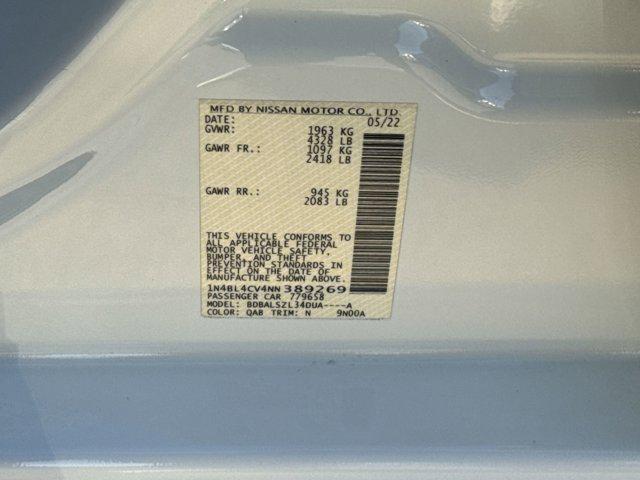 MFD BY NISSAN MOTOR CO., LTD.
DATE: 05/22
GVWR: 1963 KG
4328 LB
GAWR FR.: 1097 KG
2418 LB
GAWR RR.: 945 KG
2083 LB
THIS VEHICLE CONFORMS TO
ALL APPLICABLE FEDERAL
MOTOR VEHICLE SAFETY,
BUMPER, AND THEFT
PREVENTION STANDARDS IN
EFFECT ON THE DATE OF
MANUFACTURE SHOWN ABOVE.
1N4BL4CV4NN389269
PASSENGER CAR 779658
MODEL: BDBALSZL34DUA----A
COLOR: QAB TRIM: N 9N00A